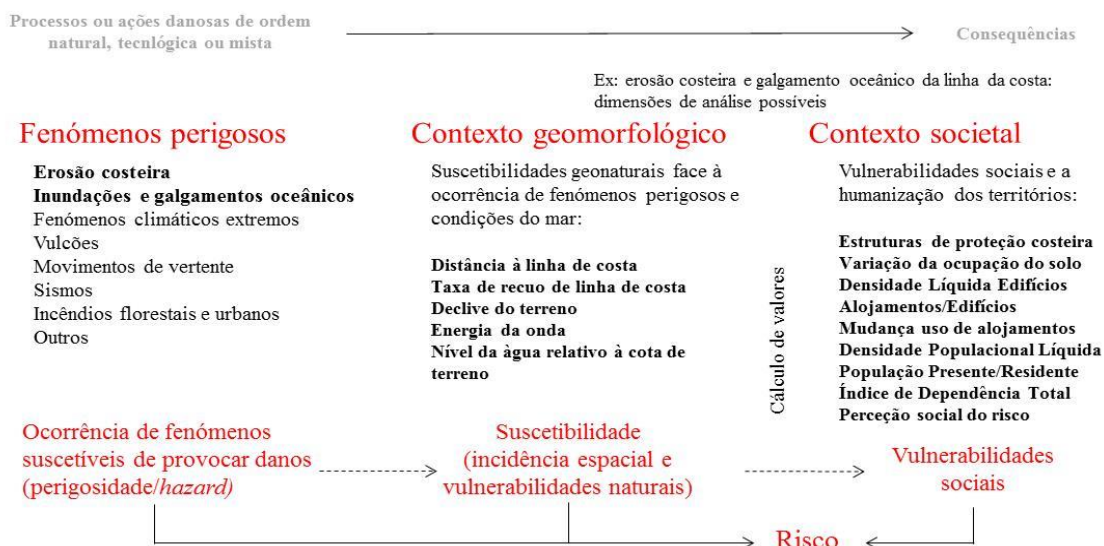 Processos ou ações danosas de ordem
natural, tecnlógica ou mista
Consequências
Ex: erosão costeira e galgamento oceânico da linha da costa:
dimensões de análise possíveis
Fenómenos perigosos
Erosão costeira
Inundações e galgamentos oceânicos
Fenómenos climáticos extremos
Vulcões
Movimentos de vertente
Sismos
Incêndios florestais e urbanos
Outros
Ocorrência de fenómenos
suscetíveis de provocar danos
(perigosidade/hazard)
Contexto geomorfológico
Suscetibilidades geonaturais face à
ocorrência de fenómenos perigosos e
condições do mar:
Distância à linha de costa
Taxa de recuo de linha de costa
Declive do terreno
Energia da onda
Nível da àgua relativo à cota de
terreno
Suscetibilidade
(incidência espacial e
vulnerabilidades naturais)
Cálculo de valores
Contexto societal
Vulnerabilidades sociais e a
humanização dos territórios:
Estruturas de proteção costeira
Variação da ocupação do solo
Densidade Líquida Edifícios
Alojamentos/Edifícios
Mudança uso de alojamentos
Densidade Populacional Líquida
População Presente/Residente
Índice de Dependência Total
Perceção social do risco
Vulnerabilidades
sociais
Risco